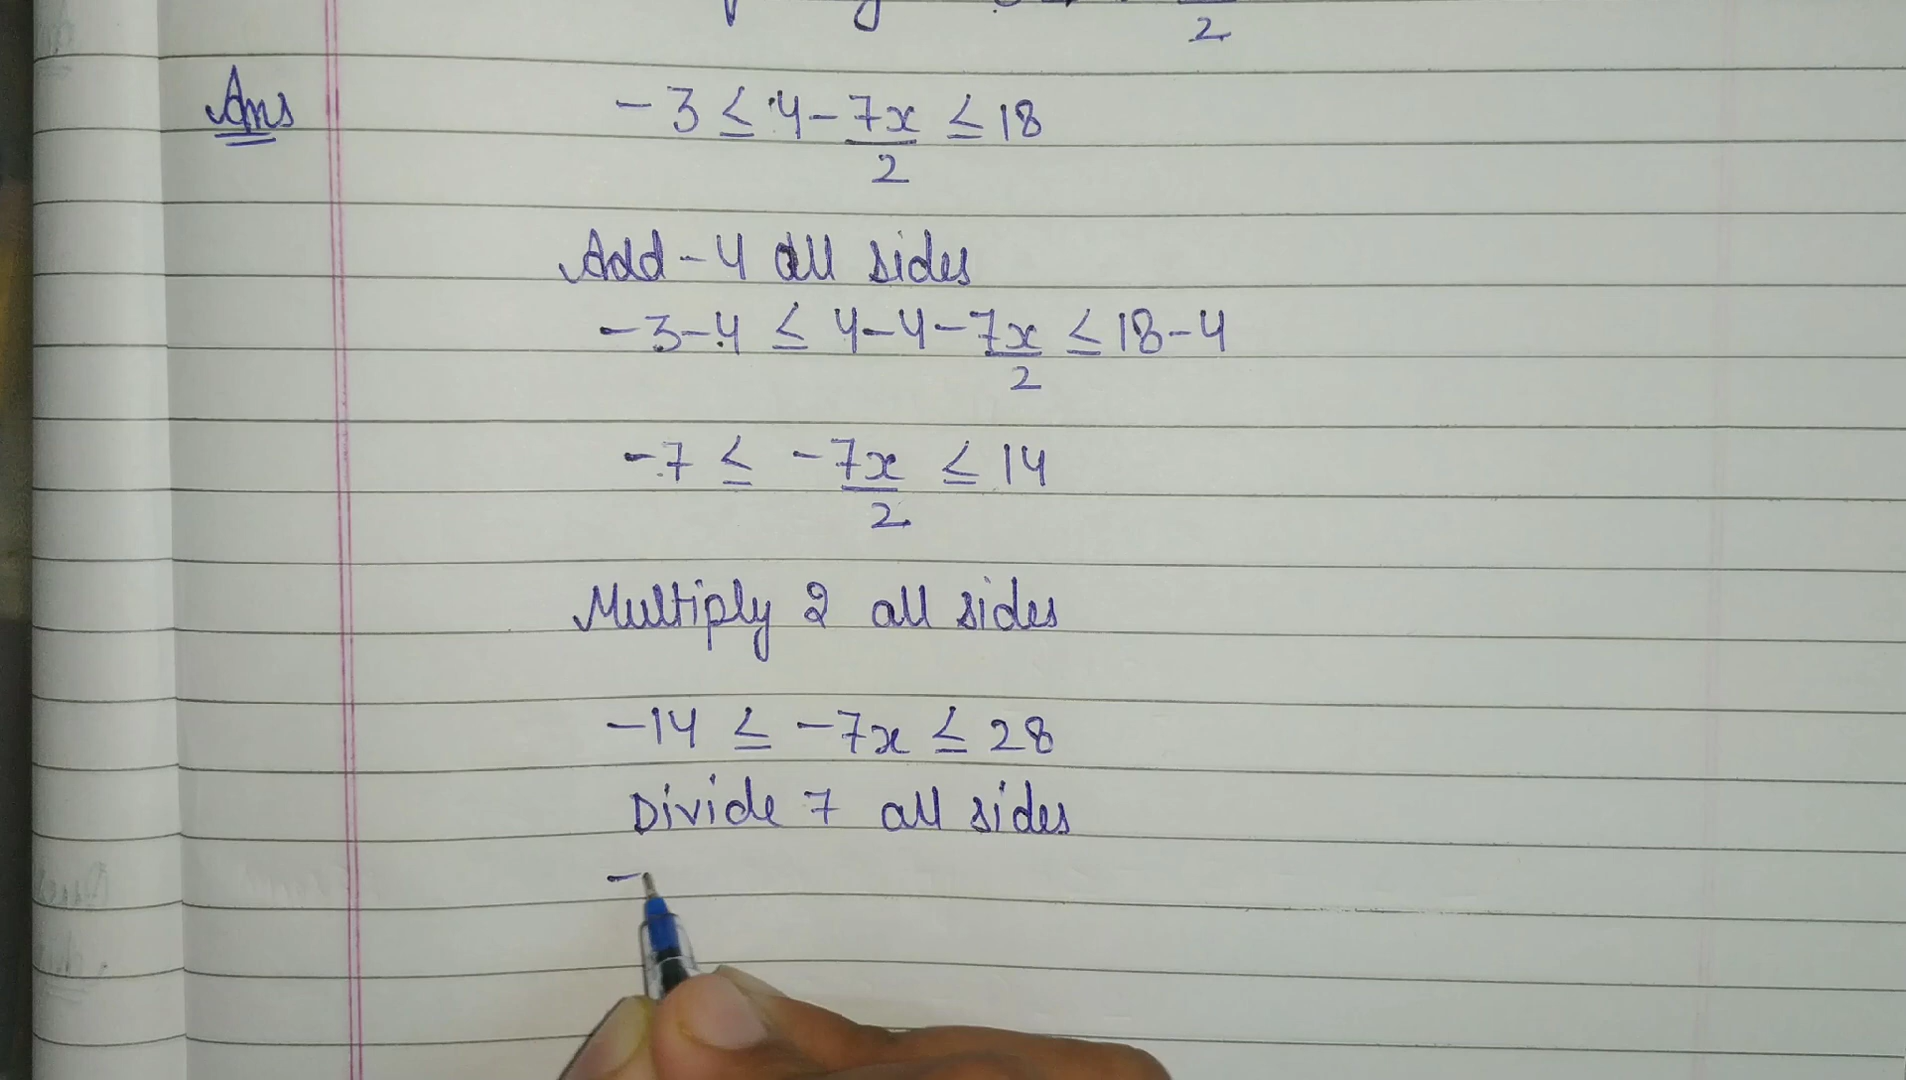 2
Ans
-3 ≤ 4 - 7x/2 ≤ 18
Add -4 all sides
-3-4 ≤ 4-4-7x/2 ≤ 18-4
-7 ≤ -7x/2 ≤ 14
Multiply 2 all sides
-14 ≤ -7x ≤ 28
Divide 7 all sides
-